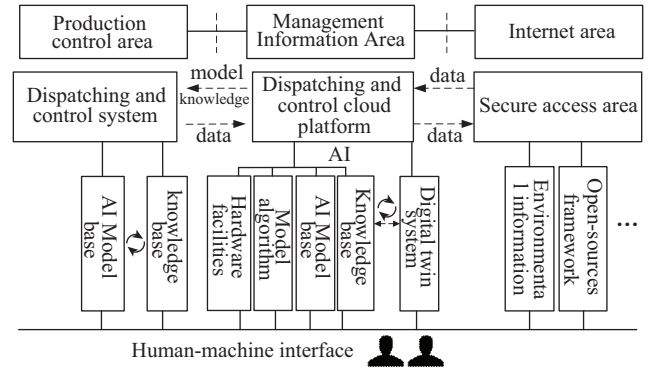 Production
control area
Management
Information Area
Internet area
Dispatching and
control system
model
knowledge
data
Dispatching and
control cloud
platform
data
data
Secure access area
AI
AI Model
base
knowledge base
Hardware
facilities
Model
algorithm
AI Model
base
Knowledge
base
Digital twin
system
Environmenta
l information
Open-sources
framework
...
Human-machine interface